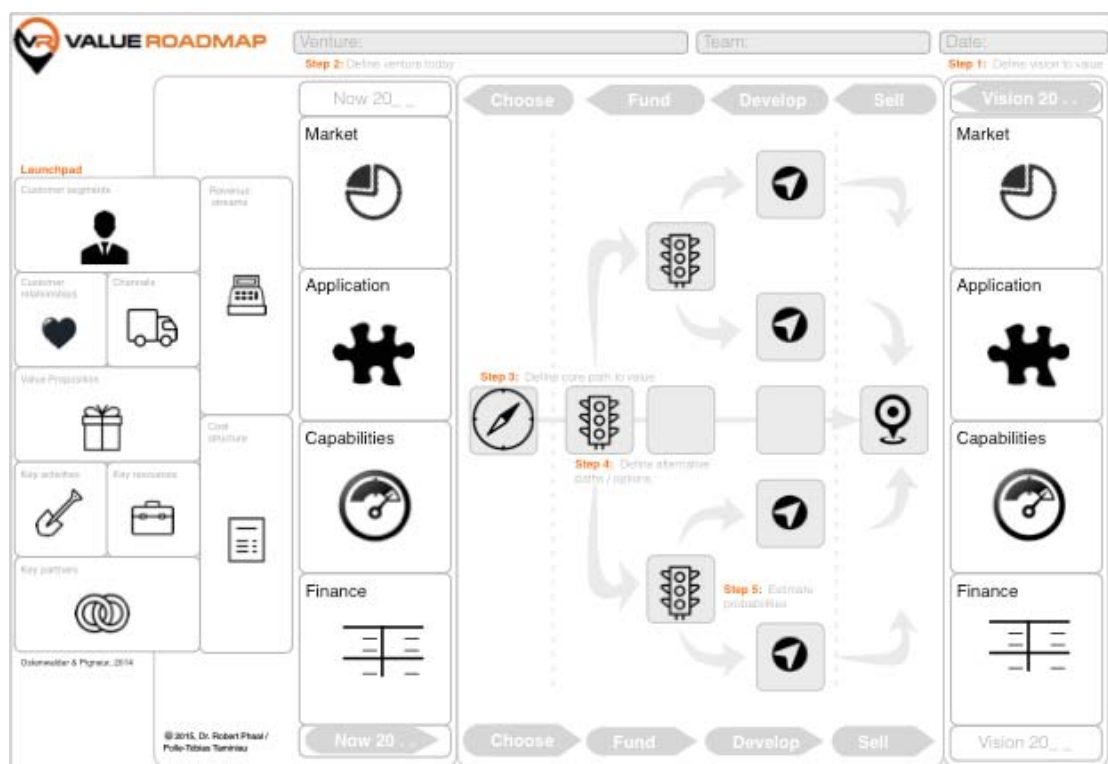 VR VALUE ROADMAP
Venture:
Team:
Date:
Step 2: Define venture today
Step 1: Define vision to value
Now 20_ _
Choose
Fund
Develop
Sell
Vision 20 . .
Market
Market
Launchpad
Customer segments
Revenue
streams
Customer
relationships
Channels
Application
Application
Step 3: Define core path to value
Value Proposition
Cost
structure
Capabilities
Capabilities
Step 4: Define alternative
paths / options
Key activities
Key resources
Key partners
Finance
Finance
Step 5: Estimate
probabilities
Osterwalder & Pigneur, 2014
© 2015, Dr. Robert Phaal /
Polle-Tobias Taminiau
Now 20 . .
Choose
Fund
Develop
Sell
Vision 20_ _